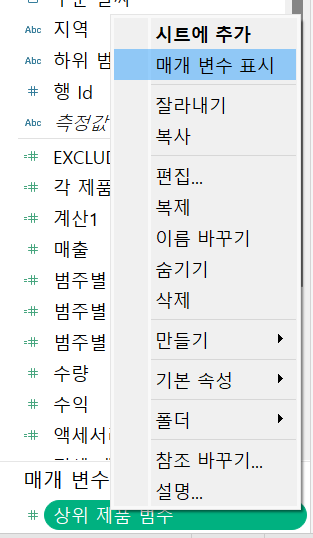 지역
하위 범
행 Id
측정값
EXCLUD
각 제품
계산1
매출
범주별
범주별
범주별
수량
수익
액세서리
매개 변수
상위 제품 범주
시트에 추가
매개 변수 표시
잘라내기
복사
편집...
복제
이름 바꾸기
숨기기
삭제
만들기
기본 속성
폴더
참조 바꾸기...
설명...
Abc
Abc
Abc